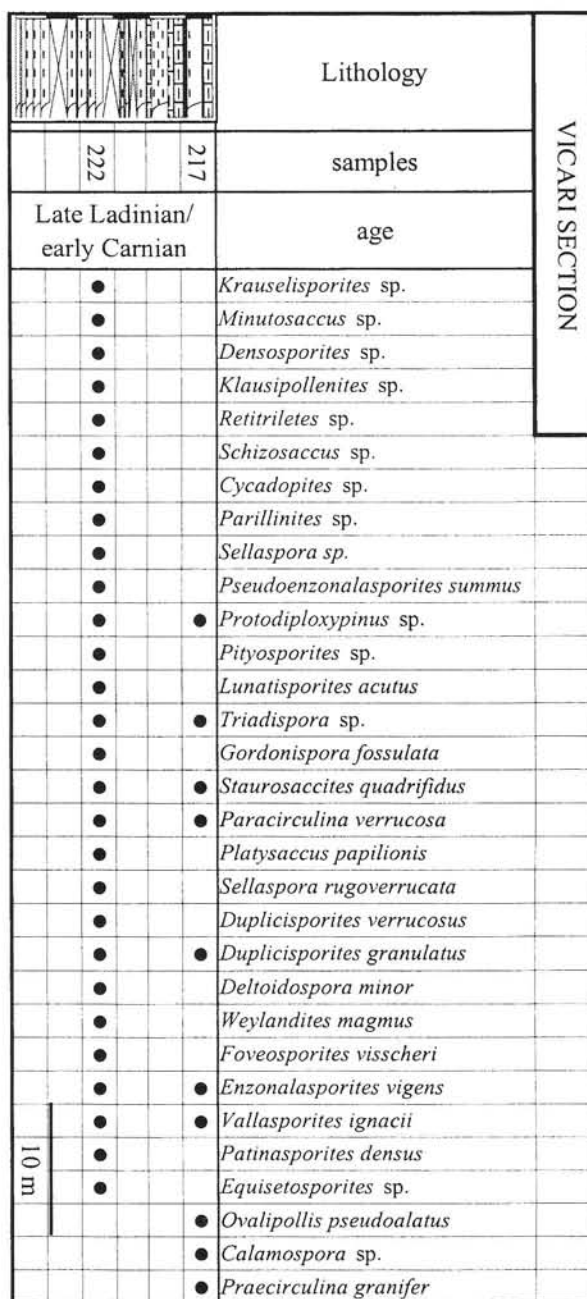 Lithology
VICARI SECTION
222
217
samples
Late Ladinian/
early Carnian
age
Krauselisporites sp.
Minutosaccus sp.
Densosporites sp.
Klausipollenites sp.
Retitriletes sp.
Schizosaccus sp.
Cycadopites sp.
Parillinites sp.
Sellaspora sp.
Pseudoenzonalasporites summus
Protodiploxypinus sp.
Pityosporites sp.
Lunatisporites acutus
Triadispora sp.
Gordonispora fossulata
Staurosaccites quadrifidus
Paracirculina verrucosa
Platysaccus papilionis
Sellaspora rugoverrucata
Duplicisporites verrucosus
Duplicisporites granulatus
Deltoidospora minor
Weylandites magmus
Foveosporites visscheri
Enzonalasporites vigens
Vallasporites ignacii
Patinasporites densus
Equisetosporites sp.
Ovalipollis pseudoalatus
Calamospora sp.
Praecirculina granifer
10 m